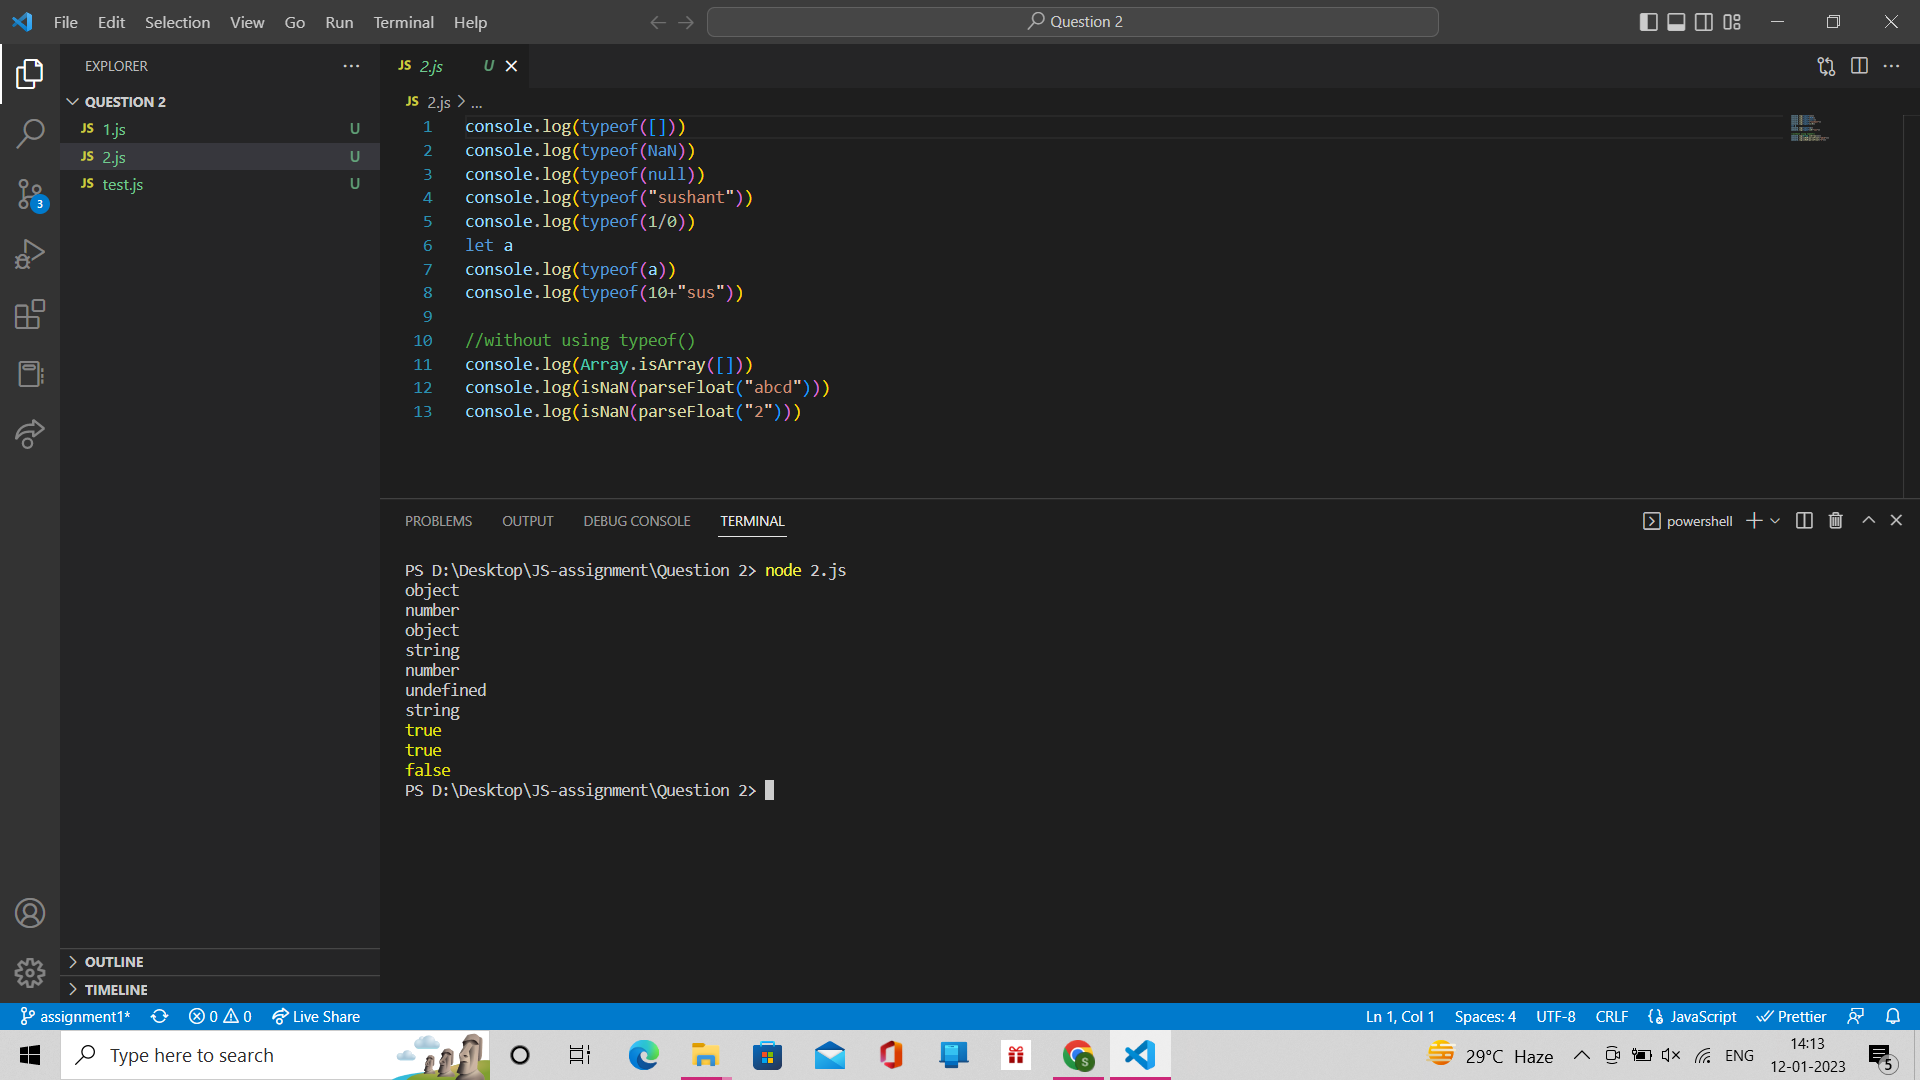 File Edit Selection View Go Run Terminal Help
Question 2
EXPLORER
QUESTION 2
JS 1.js U
JS 2.js U
JS test.js U
3
OUTLINE
TIMELINE
JS 2.js U
JS 2.js > ...
1 console.log(typeof([]))
2 console.log(typeof(NaN))
3 console.log(typeof(null))
4 console.log(typeof("sushant"))
5 console.log(typeof(1/0))
6 let a
7 console.log(typeof(a))
8 console.log(typeof(10+"sus"))
9
10 //without using typeof()
11 console.log(Array.isArray([]))
12 console.log(isNaN(parseFloat("abcd")))
13 console.log(isNaN(parseFloat("2")))
PROBLEMS OUTPUT DEBUG CONSOLE TERMINAL
powershell
PS D:\Desktop\JS-assignment\Question 2> node 2.js
object
number
object
string
number
undefined
string
true
true
false
PS D:\Desktop\JS-assignment\Question 2>
assignment1* 0 0 Live Share
Ln 1, Col 1 Spaces: 4 UTF-8 CRLF JavaScript Prettier
Type here to search
S
29°C Haze
ENG
14:13
12-01-2023
5